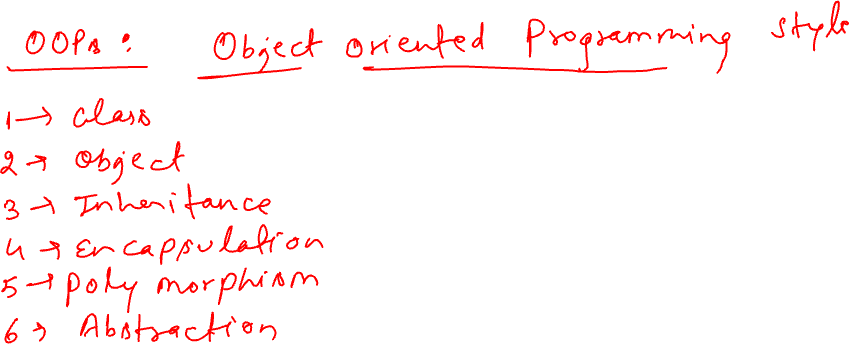 OOPs : Object oriented Programming style
1 → class
2 → Object
3 → Inheritance
4 → Encapsulation
5 → Poly morphism
6 → Abstraction